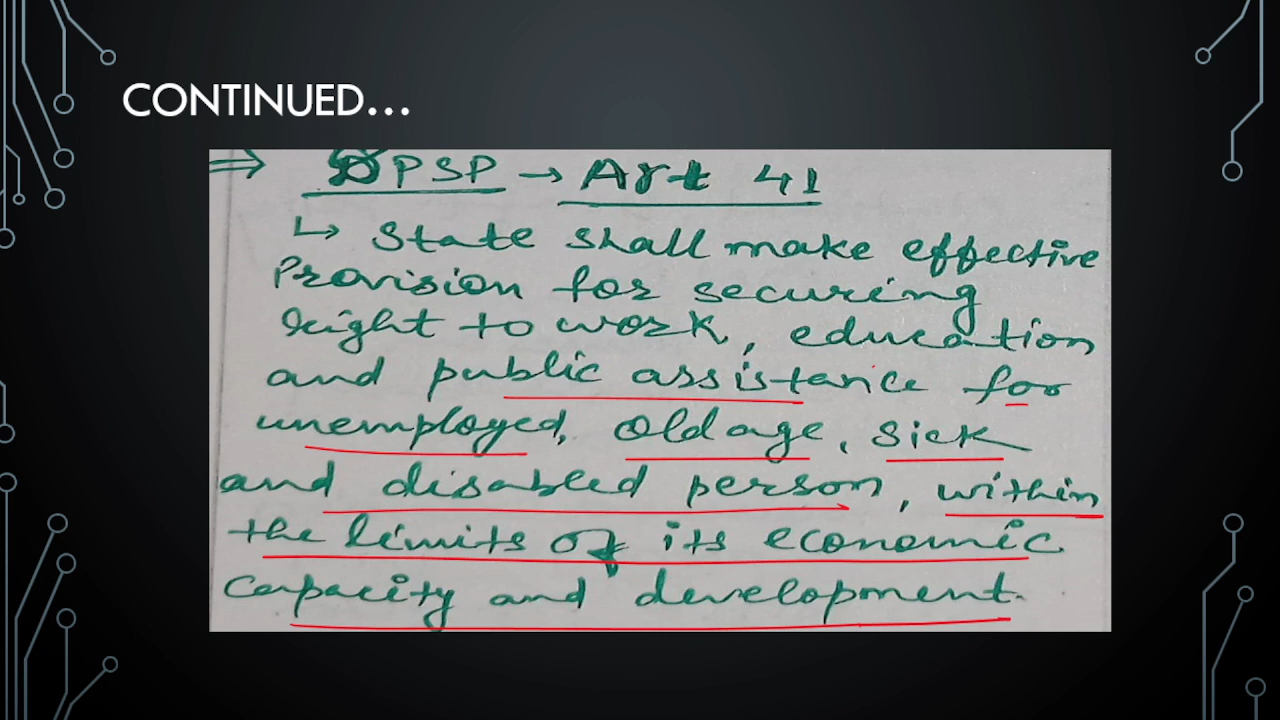 CONTINUED...
⇒ DPSP → Art 41
↳ State shall make effective
Provision for securing
right to work, education
and public assistance for
unemployed, old age, sick
and disabled person, within
the limits of its economic
capacity and development.